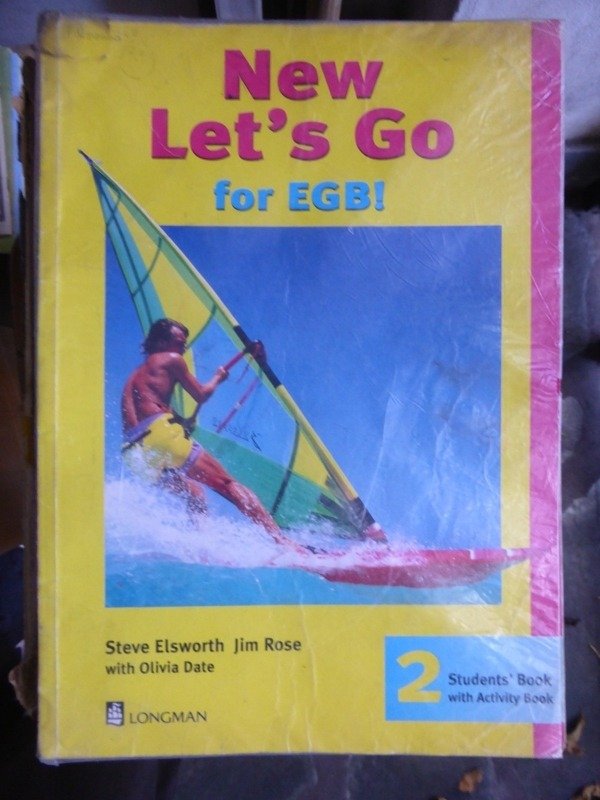 New
Let's Go
for EGB!
Steve Elsworth Jim Rose
with Olivia Date
2
Students' Book
with Activity Book
LONGMAN